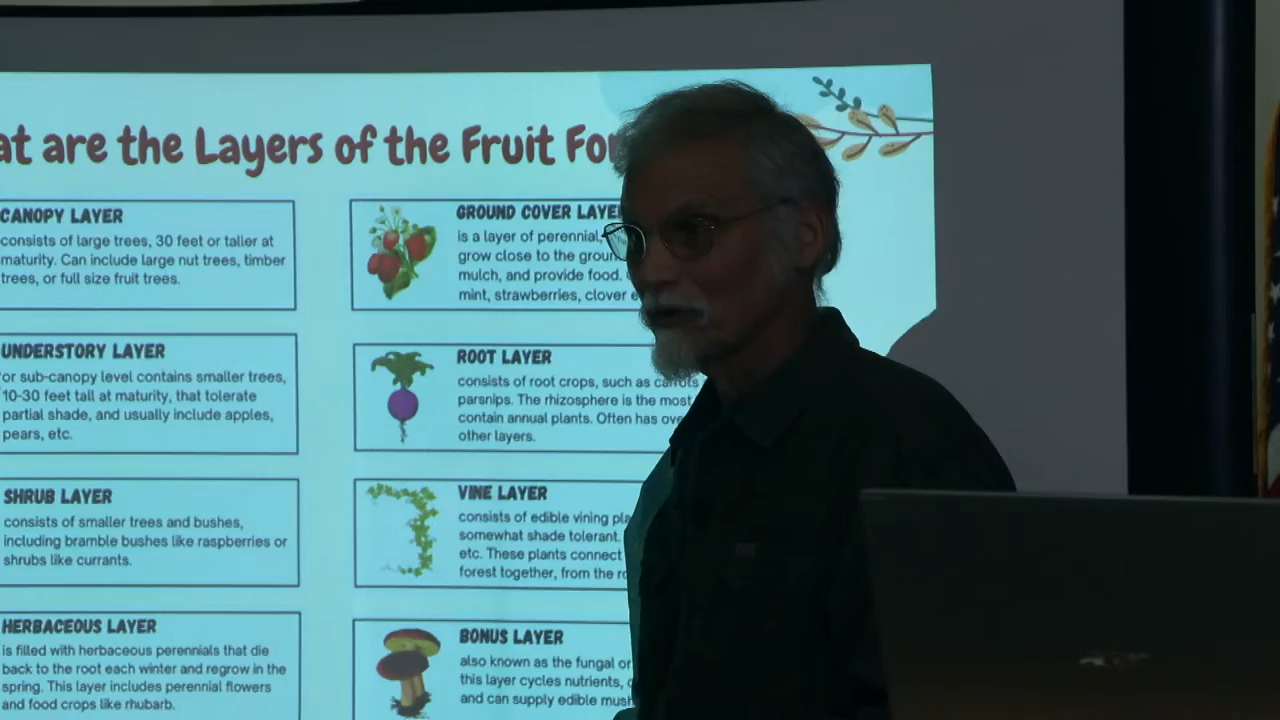 at are the Layers of the Fruit For
CANOPY LAYER
consists of large trees, 30 feet or taller at
maturity. Can include large nut trees, timber
trees, or full size fruit trees.
UNDERSTORY LAYER
or sub-canopy level contains smaller trees,
10-30 feet tall at maturity, that tolerate
partial shade, and usually include apples,
pears, etc.
SHRUB LAYER
consists of smaller trees and bushes,
including bramble bushes like raspberries or
shrubs like currants.
HERBACEOUS LAYER
is filled with herbaceous perennials that die
back to the root each winter and regrow in the
spring. This layer includes perennial flowers
and food crops like rhubarb.
GROUND COVER LAYER
is a layer of perennial,
grow close to the ground
mulch, and provide food.
mint, strawberries, clover
ROOT LAYER
consists of root crops, such as carrots
parsnips. The rhizosphere is the most
contain annual plants. Often has ove
other layers.
VINE LAYER
consists of edible vining pla
somewhat shade tolerant.
etc. These plants connect
forest together, from the ro
BONUS LAYER
also known as the fungal or
this layer cycles nutrients,
and can supply edible mush